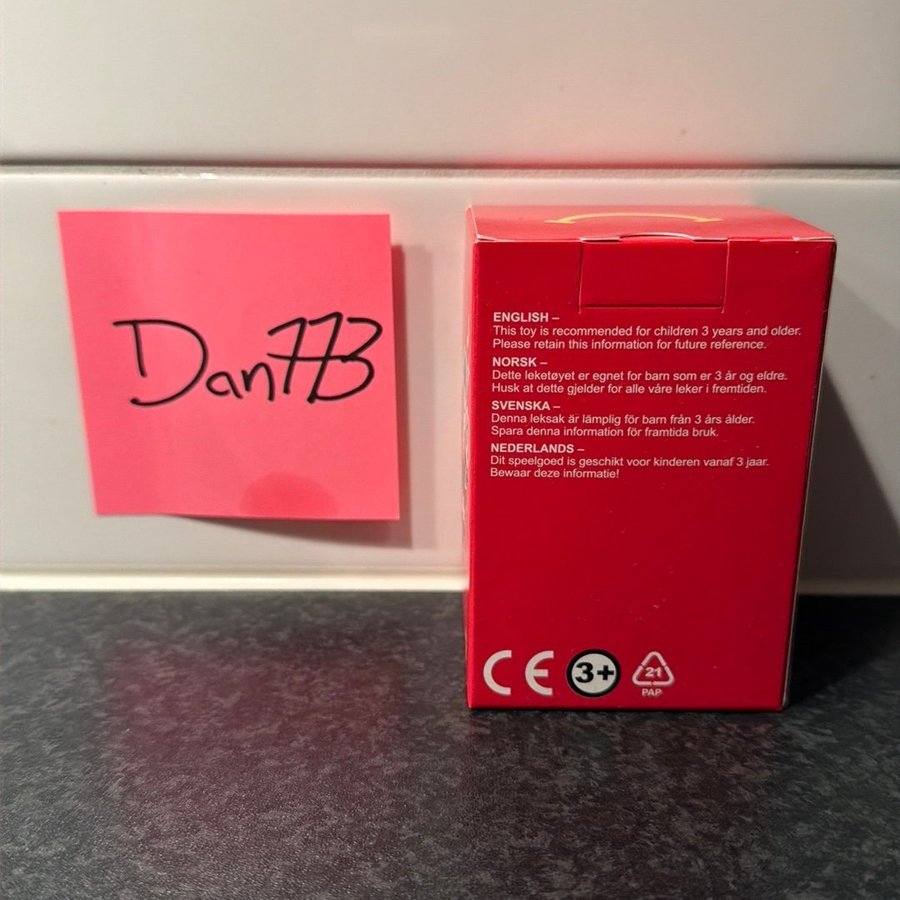 Dan773
ENGLISH –
This toy is recommended for children 3 years and older.
Please retain this information for future reference.
NORSK –
Dette leketøyet er egnet for barn som er 3 år og eldre.
Husk at dette gjelder for alle våre leker i fremtiden.
SVENSKA –
Denna leksak är lämplig för barn från 3 års ålder.
Spara denna information för framtida bruk.
NEDERLANDS –
Dit speelgoed is geschikt voor kinderen vanaf 3 jaar.
Bewaar deze informatie!
CE 3+ 21
PAP